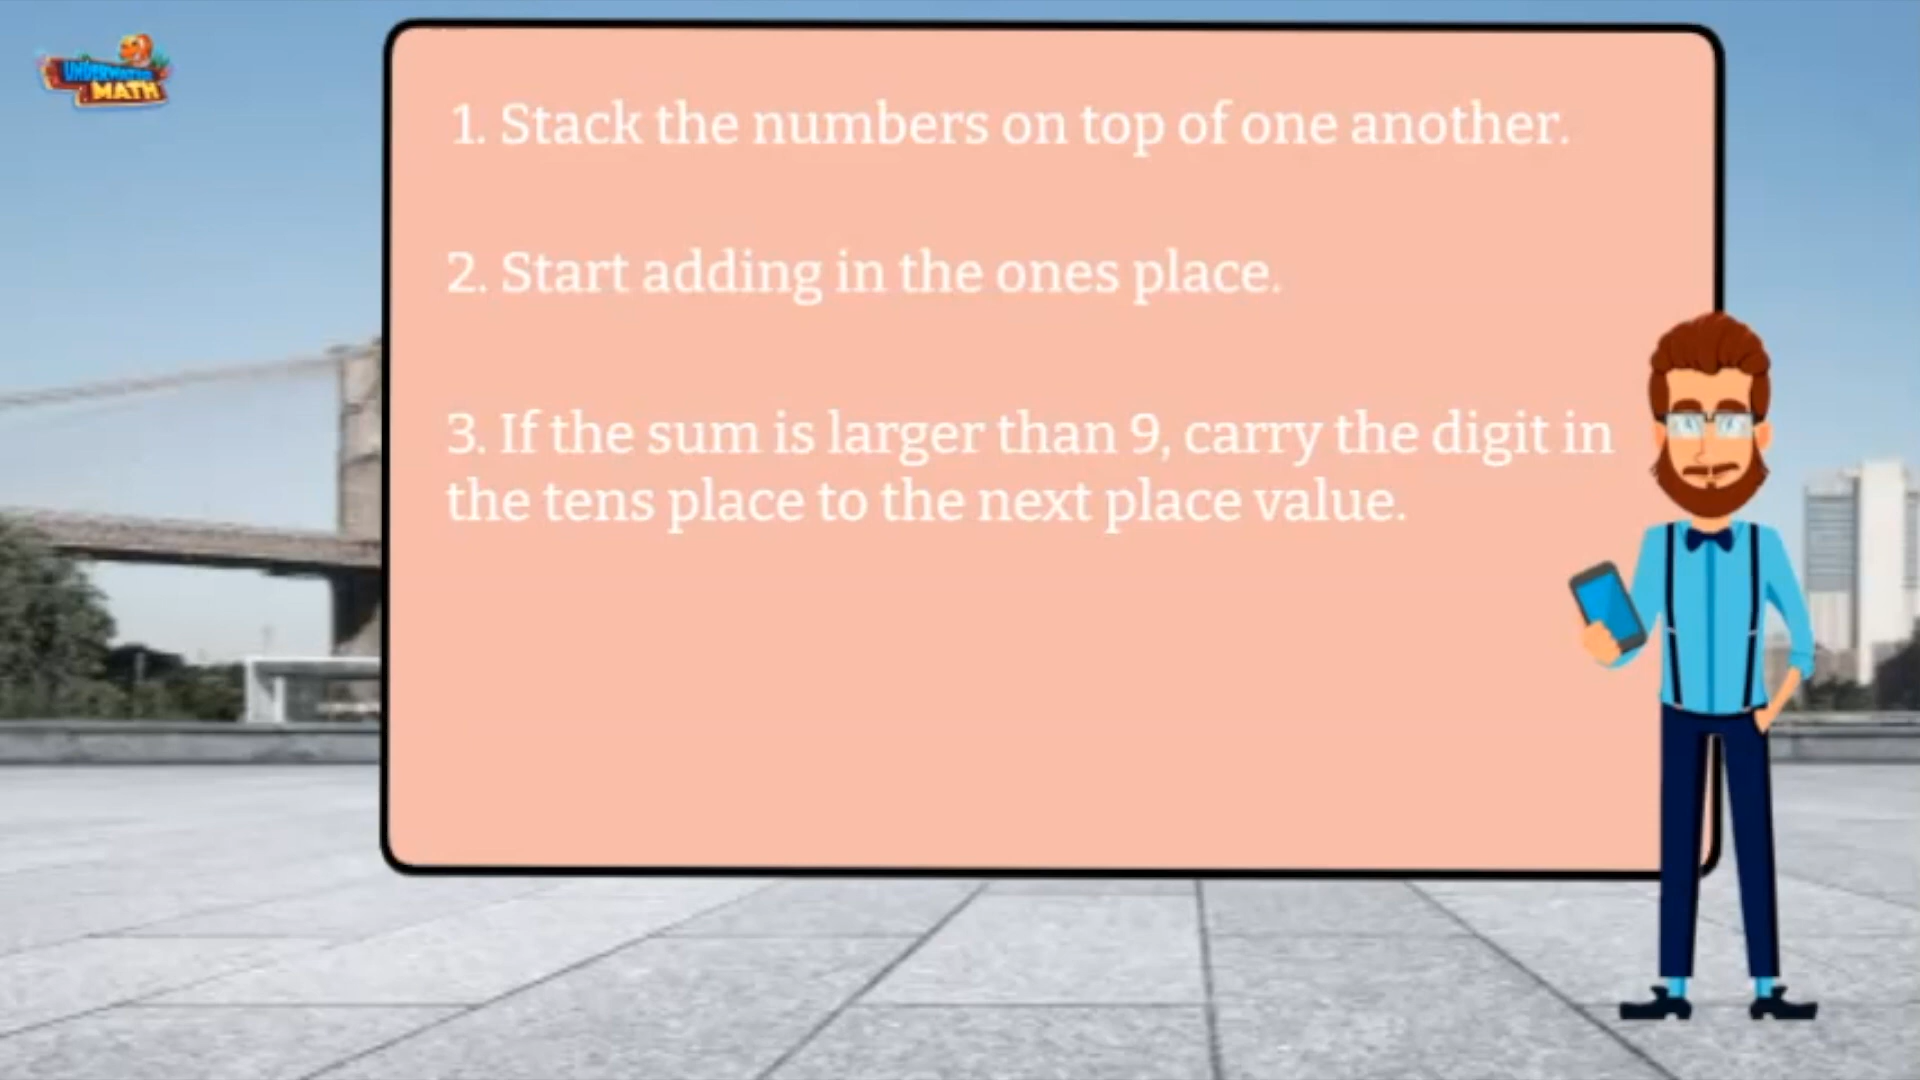 UNDERWATER
MATH
1. Stack the numbers on top of one another.
2. Start adding in the ones place.
3. If the sum is larger than 9, carry the digit in
the tens place to the next place value.